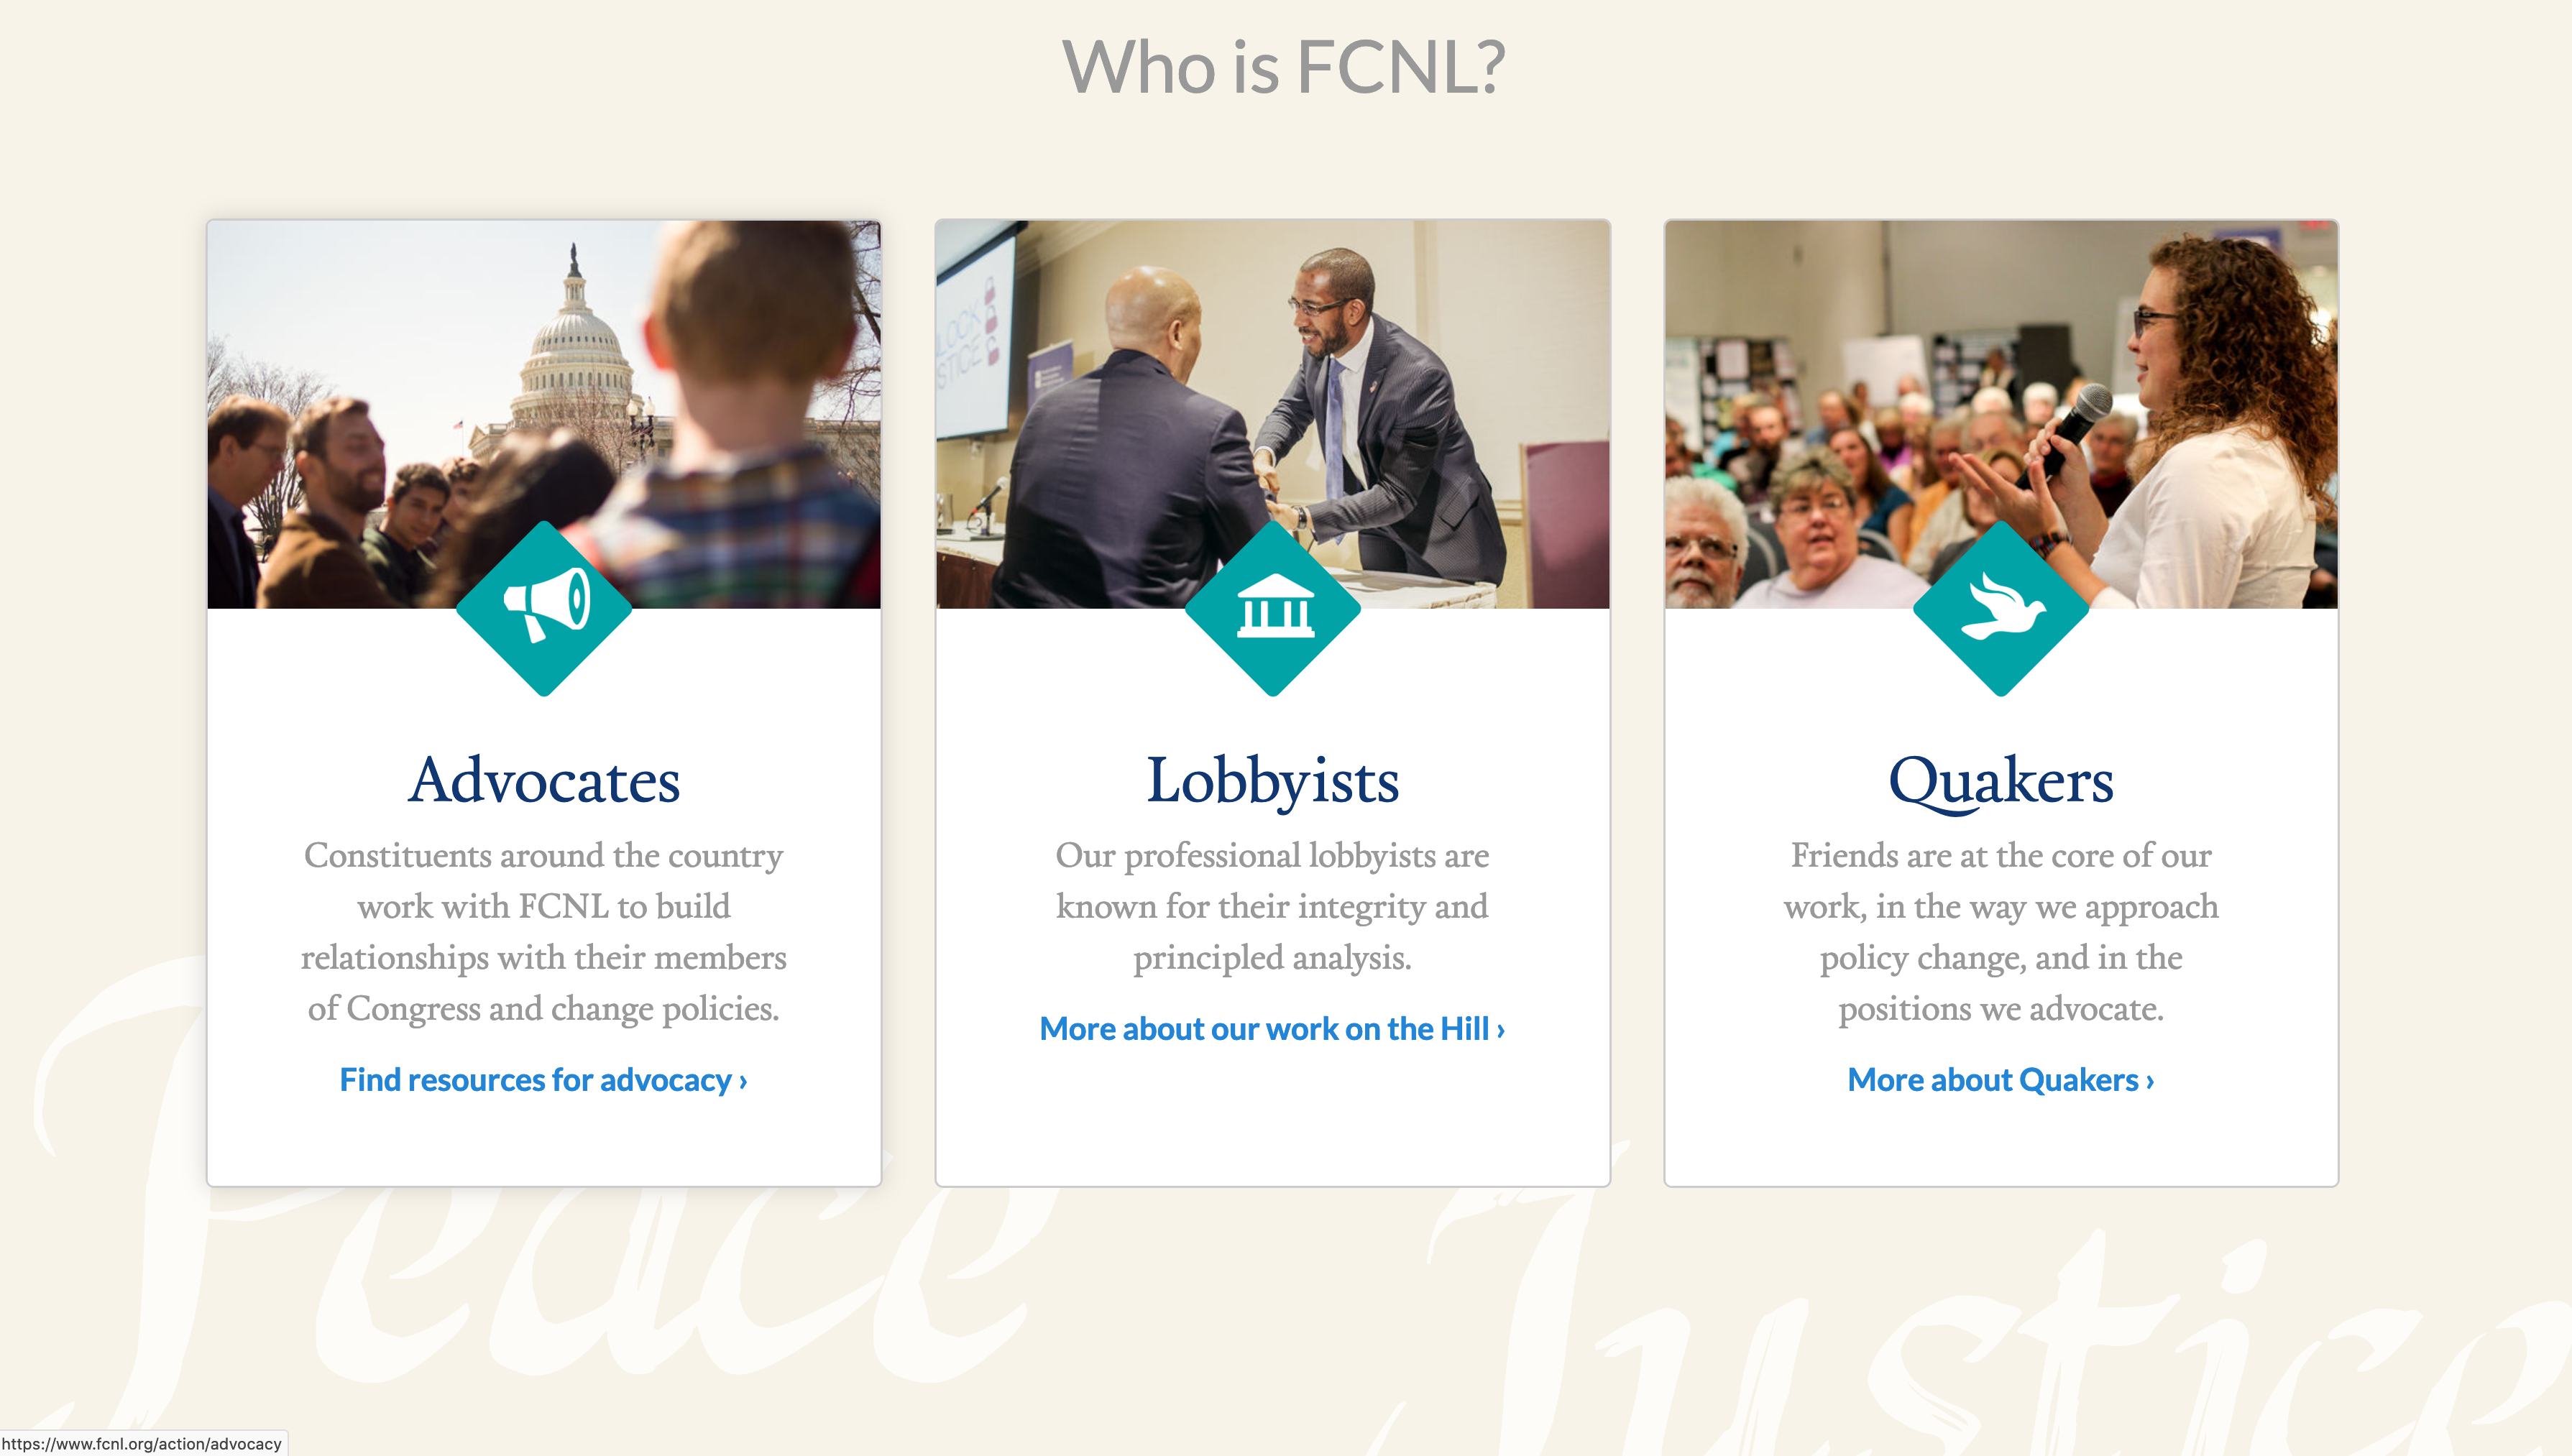 Who is FCNL?
LOCK
STICE
Advocates
Constituents around the country
work with FCNL to build
relationships with their members
of Congress and change policies.
Find resources for advocacy ›
Lobbyists
Our professional lobbyists are
known for their integrity and
principled analysis.
More about our work on the Hill ›
Quakers
Friends are at the core of our
work, in the way we approach
policy change, and in the
positions we advocate.
More about Quakers ›
Peace
Justice
https://www.fcnl.org/action/advocacy